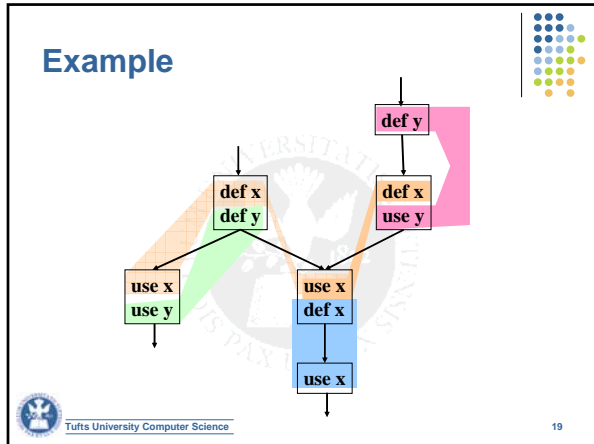 Example
def y
def x
def y
def x
use y
use x
use y
use x
def x
use x
Tufts University Computer Science
19